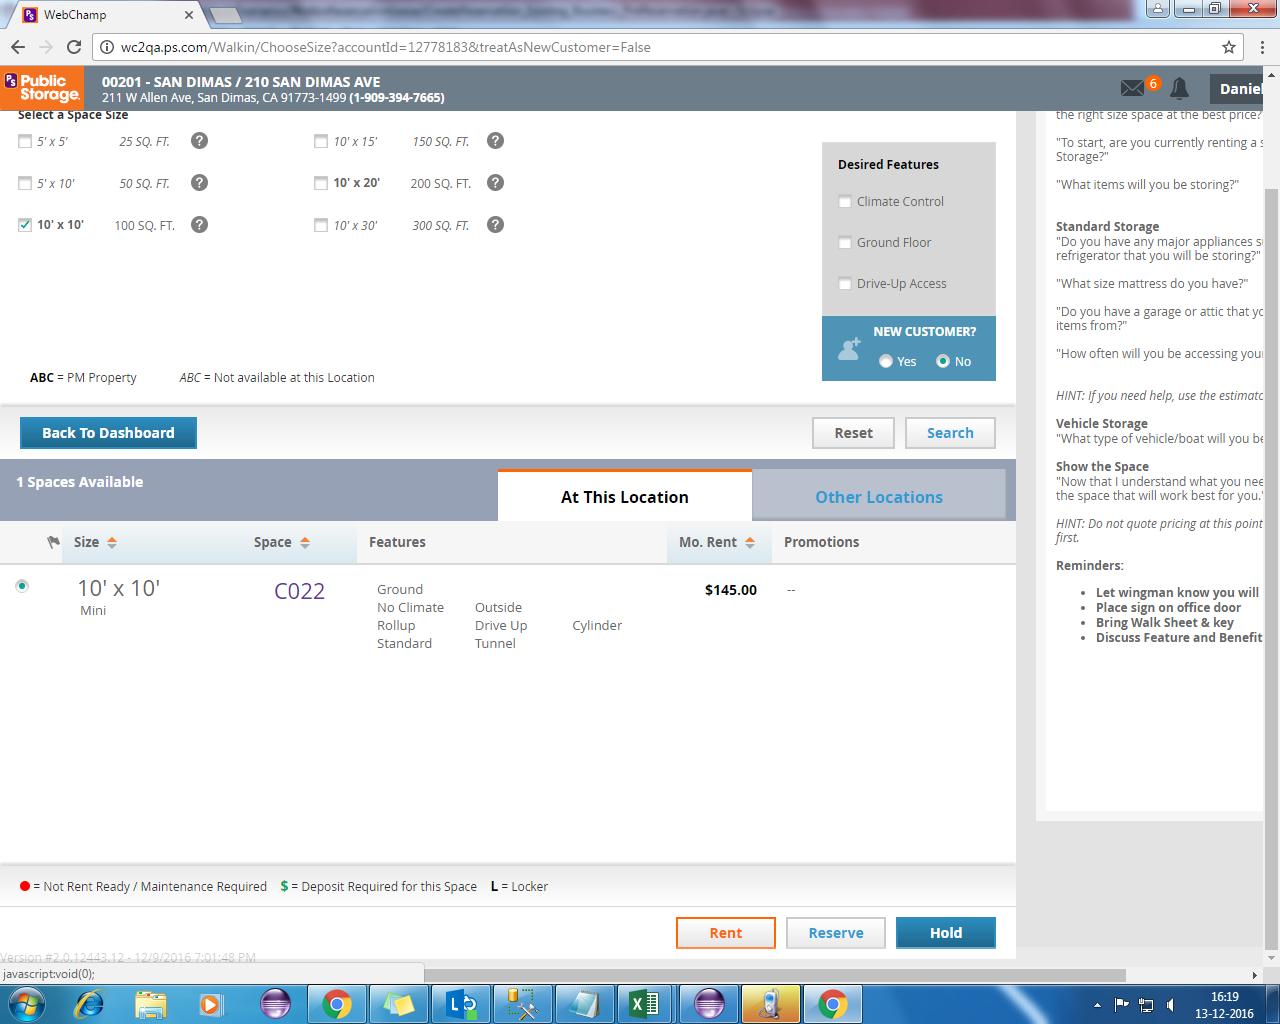 WebChamp
wc2qa.ps.com/Walkin/ChooseSize?accountId=12778183&treatAsNewCustomer=False
Public Storage.
00201 - SAN DIMAS / 210 SAN DIMAS AVE
211 W Allen Ave, San Dimas, CA 91773-1499 (1-909-394-7665)
6
Daniel
Select a Space Size
5' x 5' 25 SQ. FT. ? 10' x 15' 150 SQ. FT. ?
5' x 10' 50 SQ. FT. ? 10' x 20' 200 SQ. FT. ?
10' x 10' 100 SQ. FT. ? 10' x 30' 300 SQ. FT. ?
Desired Features
Climate Control
Ground Floor
Drive-Up Access
NEW CUSTOMER?
Yes No
ABC = PM Property ABC = Not available at this Location
Back To Dashboard Reset Search
1 Spaces Available At This Location Other Locations
Size Space Features Mo. Rent Promotions
10' x 10' C022 Ground $145.00 --
Mini No Climate Outside
Rollup Drive Up Cylinder
Standard Tunnel
= Not Rent Ready / Maintenance Required $ = Deposit Required for this Space L = Locker
Rent Reserve Hold
Version #2.0.12443.12 - 12/9/2016 7:01:48 PM
javascript:void(0);
the right size space at the best price?
"To start, are you currently renting a s
Storage?"
"What items will you be storing?"
Standard Storage
"Do you have any major appliances su
refrigerator that you will be storing?"
"What size mattress do you have?"
"Do you have a garage or attic that yo
items from?"
"How often will you be accessing your
HINT: If you need help, use the estimato
Vehicle Storage
"What type of vehicle/boat will you be
Show the Space
"Now that I understand what you nee
the space that will work best for you."
HINT: Do not quote pricing at this point
first.
Reminders:
Let wingman know you will
Place sign on office door
Bring Walk Sheet & key
Discuss Feature and Benefit
16:19
13-12-2016